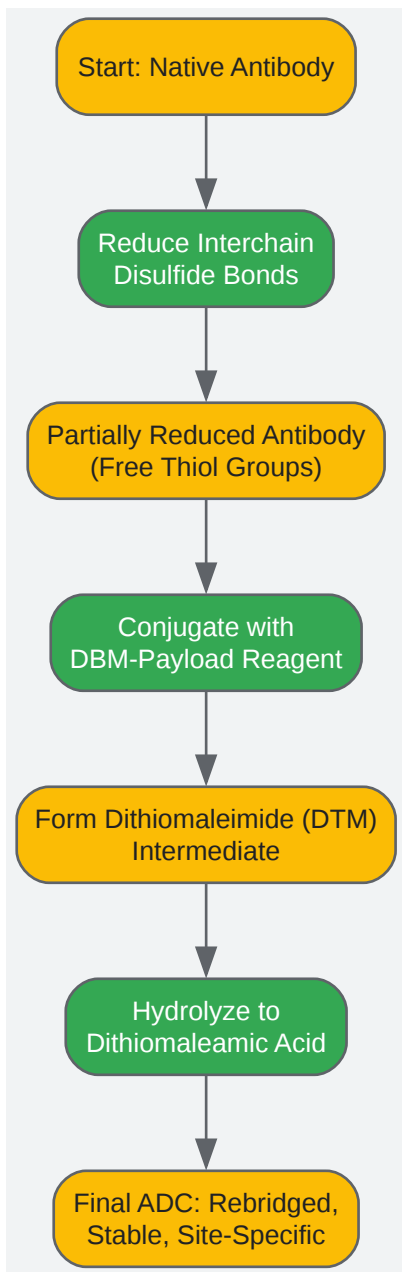 Start: Native Antibody
Reduce Interchain
Disulfide Bonds
Partially Reduced Antibody
(Free Thiol Groups)
Conjugate with
DBM-Payload Reagent
Form Dithiomaleimide (DTM)
Intermediate
Hydrolyze to
Dithiomaleamic Acid
Final ADC: Rebridged,
Stable, Site-Specific